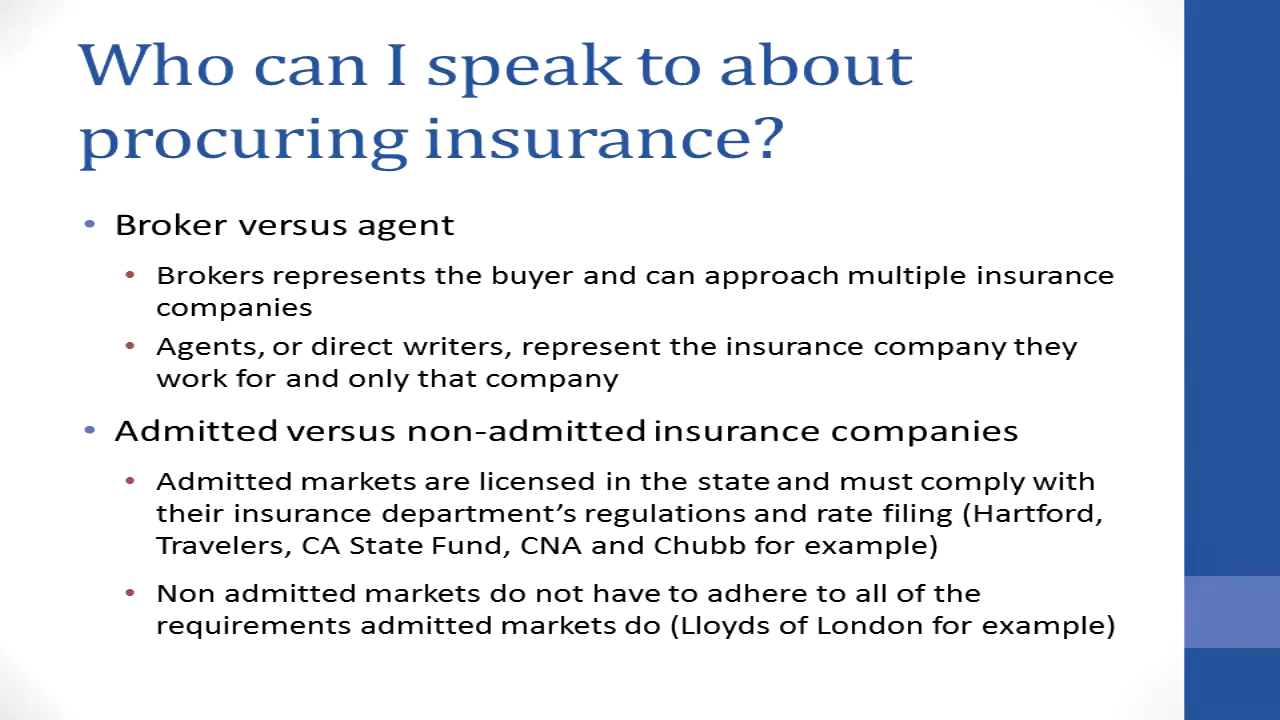 Who can I speak to about
procuring insurance?
• Broker versus agent
• Brokers represents the buyer and can approach multiple insurance
companies
• Agents, or direct writers, represent the insurance company they
work for and only that company
• Admitted versus non-admitted insurance companies
• Admitted markets are licensed in the state and must comply with
their insurance department’s regulations and rate filing (Hartford,
Travelers, CA State Fund, CNA and Chubb for example)
• Non admitted markets do not have to adhere to all of the
requirements admitted markets do (Lloyds of London for example)